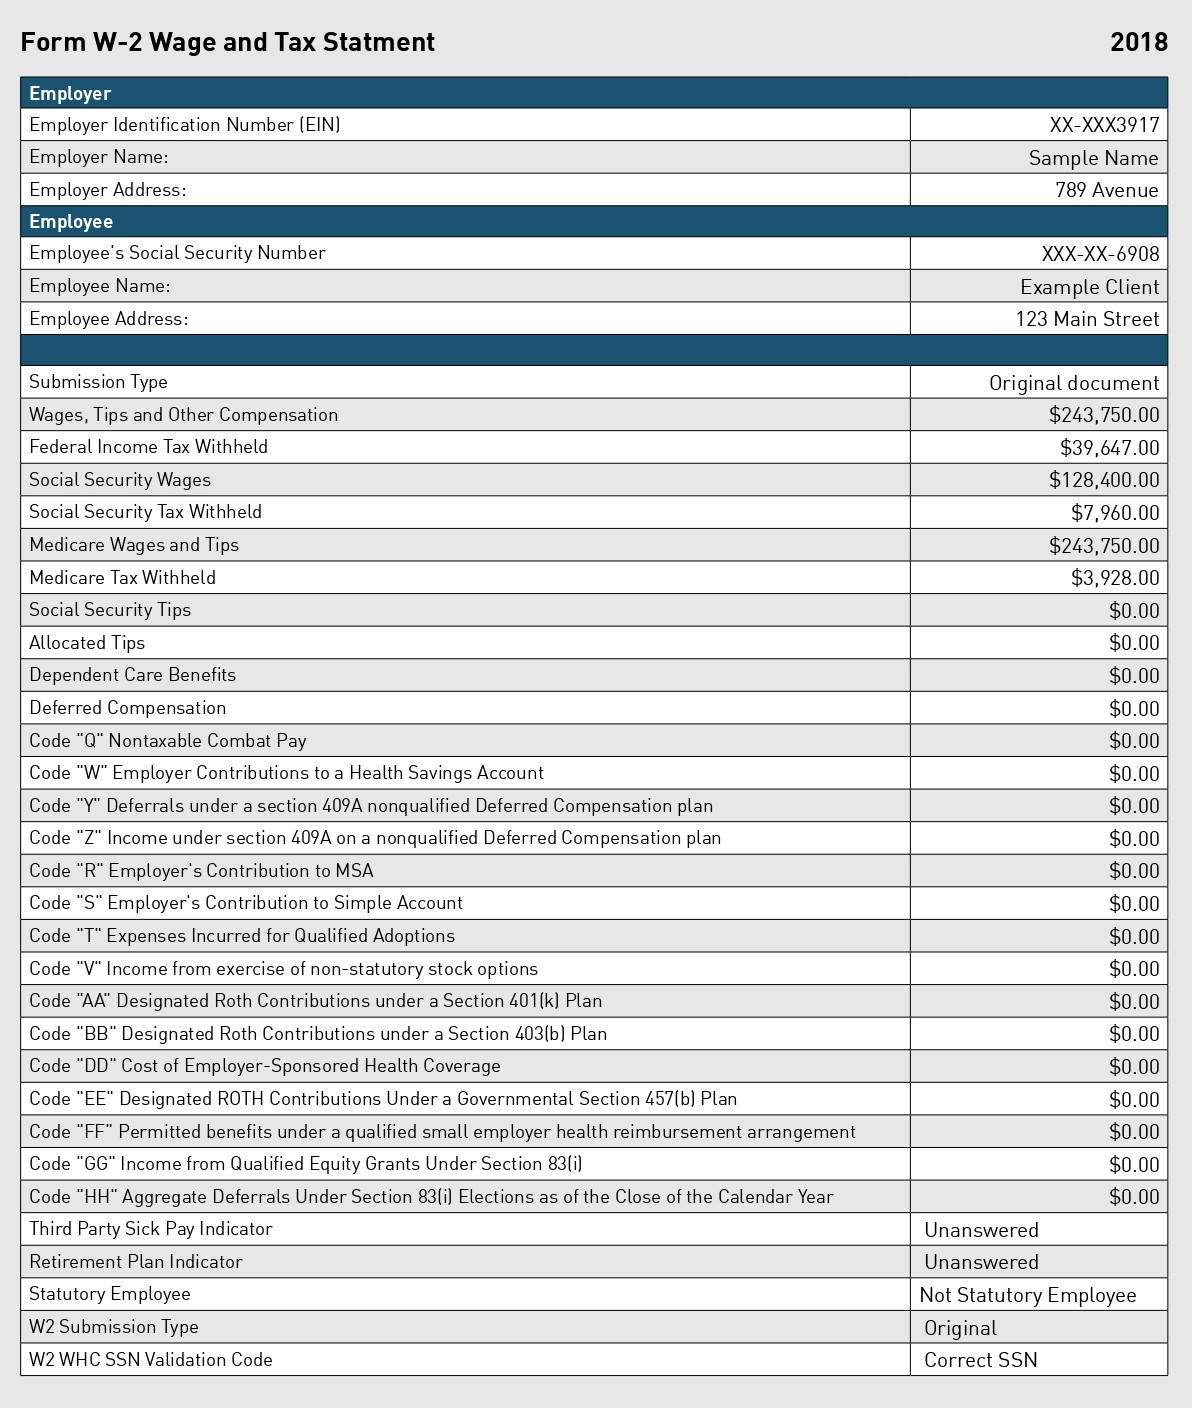 Form W-2 Wage and Tax Statment 2018
Employer
Employer Identification Number (EIN) XX-XXX3917
Employer Name: Sample Name
Employer Address: 789 Avenue
Employee
Employee's Social Security Number XXX-XX-6908
Employee Name: Example Client
Employee Address: 123 Main Street
Submission Type Original document
Wages, Tips and Other Compensation $243,750.00
Federal Income Tax Withheld $39,647.00
Social Security Wages $128,400.00
Social Security Tax Withheld $7,960.00
Medicare Wages and Tips $243,750.00
Medicare Tax Withheld $3,928.00
Social Security Tips $0.00
Allocated Tips $0.00
Dependent Care Benefits $0.00
Deferred Compensation $0.00
Code "Q" Nontaxable Combat Pay $0.00
Code "W" Employer Contributions to a Health Savings Account $0.00
Code "Y" Deferrals under a section 409A nonqualified Deferred Compensation plan $0.00
Code "Z" Income under section 409A on a nonqualified Deferred Compensation plan $0.00
Code "R" Employer's Contribution to MSA $0.00
Code "S" Employer's Contribution to Simple Account $0.00
Code "T" Expenses Incurred for Qualified Adoptions $0.00
Code "V" Income from exercise of non-statutory stock options $0.00
Code "AA" Designated Roth Contributions under a Section 401(k) Plan $0.00
Code "BB" Designated Roth Contributions under a Section 403(b) Plan $0.00
Code "DD" Cost of Employer-Sponsored Health Coverage $0.00
Code "EE" Designated ROTH Contributions Under a Governmental Section 457(b) Plan $0.00
Code "FF" Permitted benefits under a qualified small employer health reimbursement arrangement $0.00
Code "GG" Income from Qualified Equity Grants Under Section 83(i) $0.00
Code "HH" Aggregate Deferrals Under Section 83(i) Elections as of the Close of the Calendar Year $0.00
Third Party Sick Pay Indicator Unanswered
Retirement Plan Indicator Unanswered
Statutory Employee Not Statutory Employee
W2 Submission Type Original
W2 WHC SSN Validation Code Correct SSN